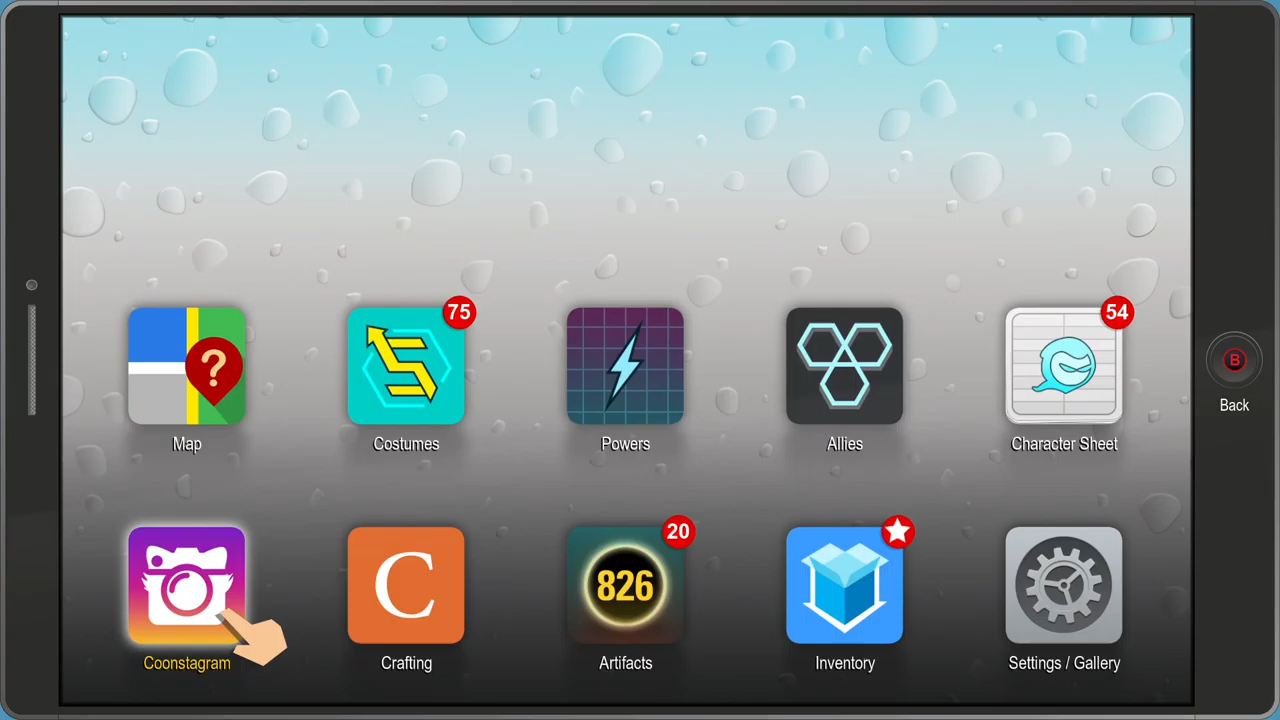 75
54
?
B
Back
Map
Costumes
Powers
Allies
Character Sheet
20
C
826
Coonstagram
Crafting
Artifacts
Inventory
Settings / Gallery